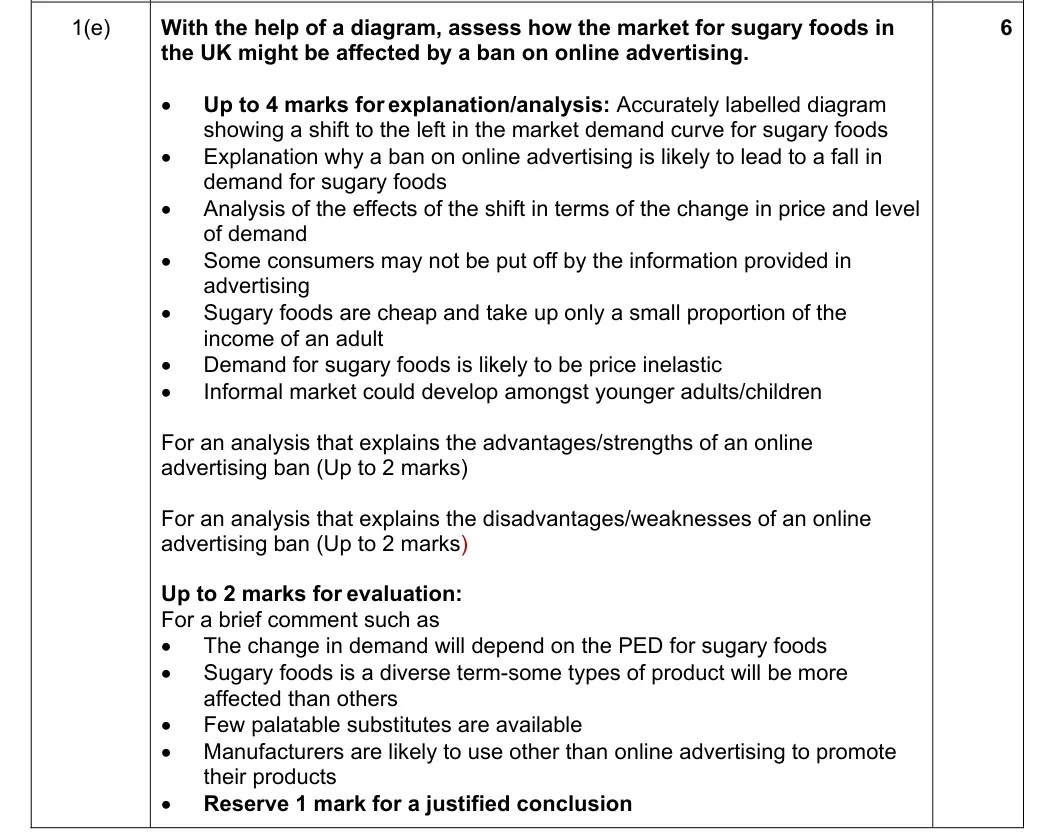 1(e) With the help of a diagram, assess how the market for sugary foods in 6
the UK might be affected by a ban on online advertising.
• Up to 4 marks for explanation/analysis: Accurately labelled diagram
showing a shift to the left in the market demand curve for sugary foods
• Explanation why a ban on online advertising is likely to lead to a fall in
demand for sugary foods
• Analysis of the effects of the shift in terms of the change in price and level
of demand
• Some consumers may not be put off by the information provided in
advertising
• Sugary foods are cheap and take up only a small proportion of the
income of an adult
• Demand for sugary foods is likely to be price inelastic
• Informal market could develop amongst younger adults/children
For an analysis that explains the advantages/strengths of an online
advertising ban (Up to 2 marks)
For an analysis that explains the disadvantages/weaknesses of an online
advertising ban (Up to 2 marks)
Up to 2 marks for evaluation:
For a brief comment such as
• The change in demand will depend on the PED for sugary foods
• Sugary foods is a diverse term-some types of product will be more
affected than others
• Few palatable substitutes are available
• Manufacturers are likely to use other than online advertising to promote
their products
• Reserve 1 mark for a justified conclusion